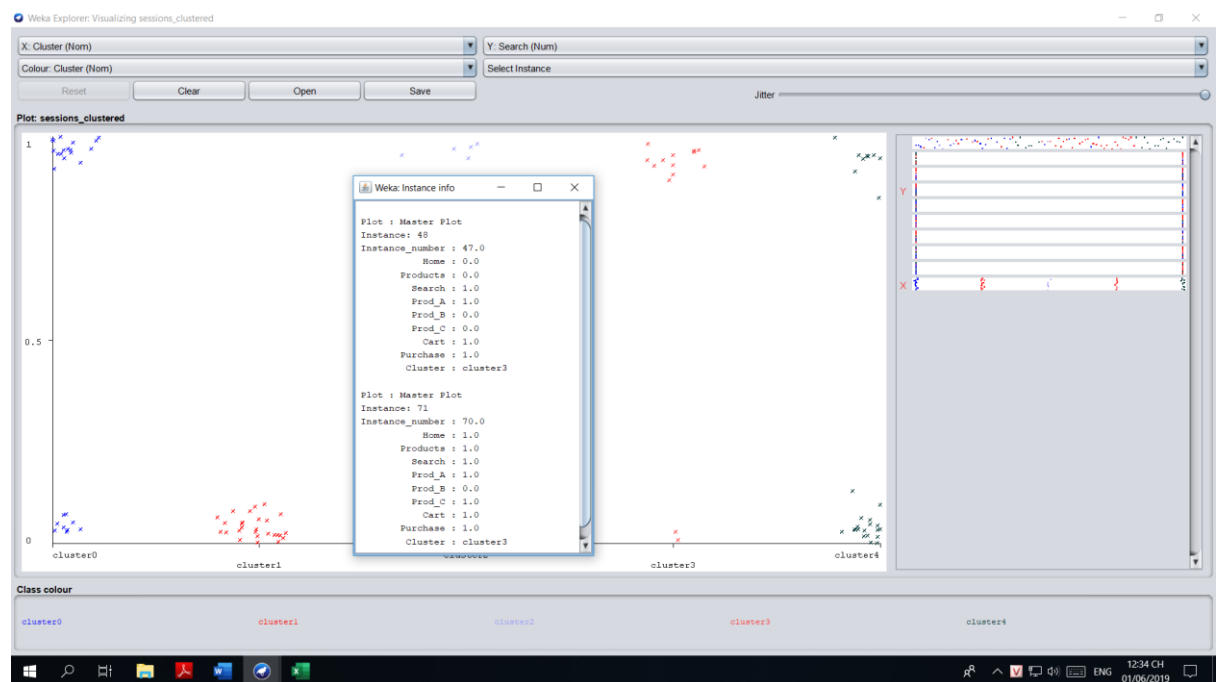 Weka Explorer: Visualizing sessions_clustered
X: Cluster (Nom)
Y: Search (Num)
Colour: Cluster (Nom)
Select Instance
Reset
Clear
Open
Save
Jitter
Plot: sessions_clustered
1
0.5
0
cluster0
cluster1
cluster3
cluster4
Y
X
Weka: Instance info
Plot : Master Plot
Instance: 48
Instance_number : 47.0
Home : 0.0
Products : 0.0
Search : 1.0
Prod_A : 1.0
Prod_B : 0.0
Prod_C : 0.0
Cart : 1.0
Purchase : 1.0
Cluster : cluster3
Plot : Master Plot
Instance: 71
Instance_number : 70.0
Home : 1.0
Products : 1.0
Search : 1.0
Prod_A : 1.0
Prod_B : 0.0
Prod_C : 1.0
Cart : 1.0
Purchase : 1.0
Cluster : cluster3
Class colour
cluster0
cluster1
cluster2
cluster3
cluster4
ENG
12:34 CH
01/06/2019